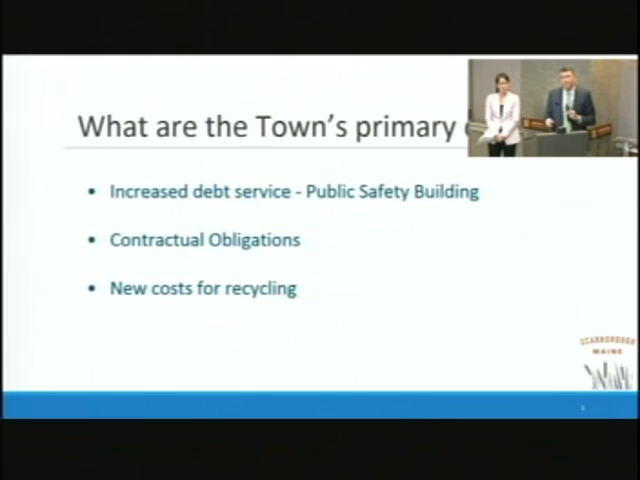 What are the Town's primary
• Increased debt service - Public Safety Building
• Contractual Obligations
• New costs for recycling
SCARBOROUGH
MAINE